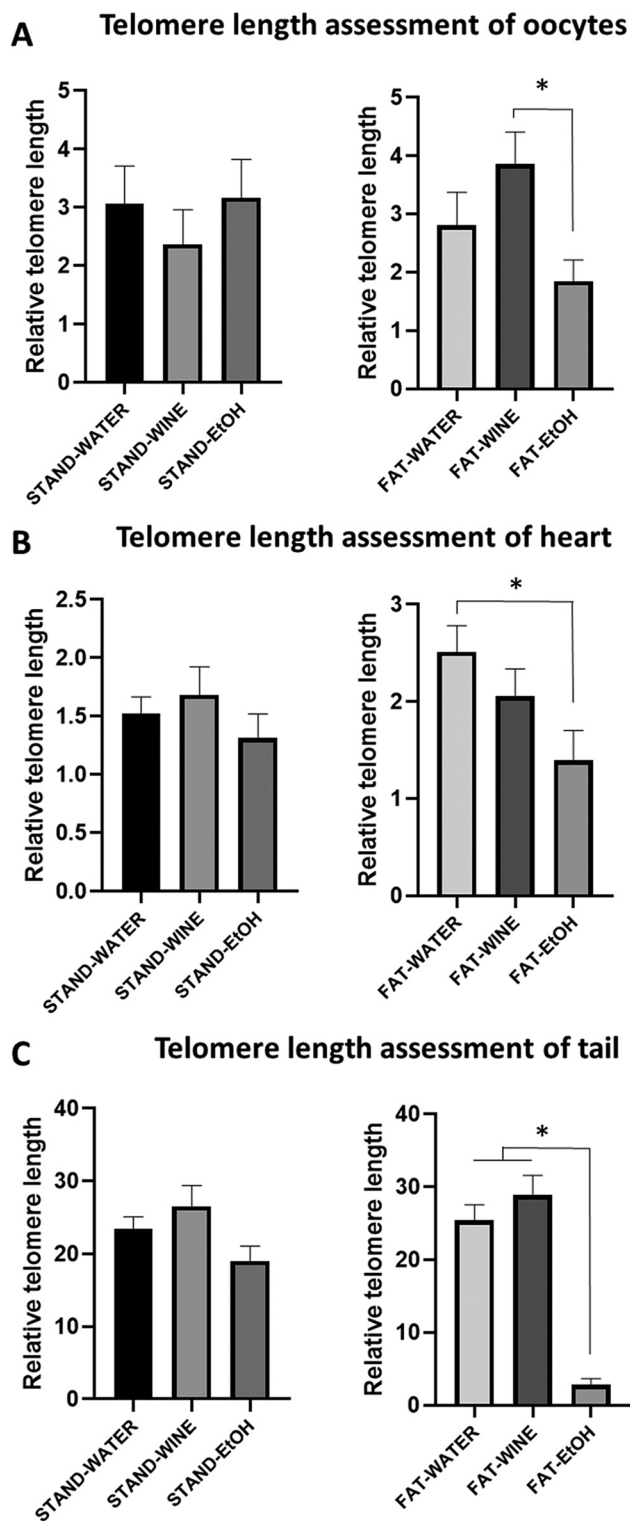 A
Telomere length assessment of oocytes
Relative telomere length
5
4
3
2
1
0
STAND-WATER
STAND-WINE
STAND-EtOH
Relative telomere length
5
4
3
2
1
0
*
FAT-WATER
FAT-WINE
FAT-EtOH
B
Telomere length assessment of heart
Relative telomere length
2.5
2.0
1.5
1.0
0.5
0.0
STAND-WATER
STAND-WINE
STAND-EtOH
Relative telomere length
3
2
1
0
*
FAT-WATER
FAT-WINE
FAT-EtOH
C
Telomere length assessment of tail
Relative telomere length
40
30
20
10
0
STAND-WATER
STAND-WINE
STAND-EtOH
Relative telomere length
40
30
20
10
0
*
FAT-WATER
FAT-WINE
FAT-EtOH